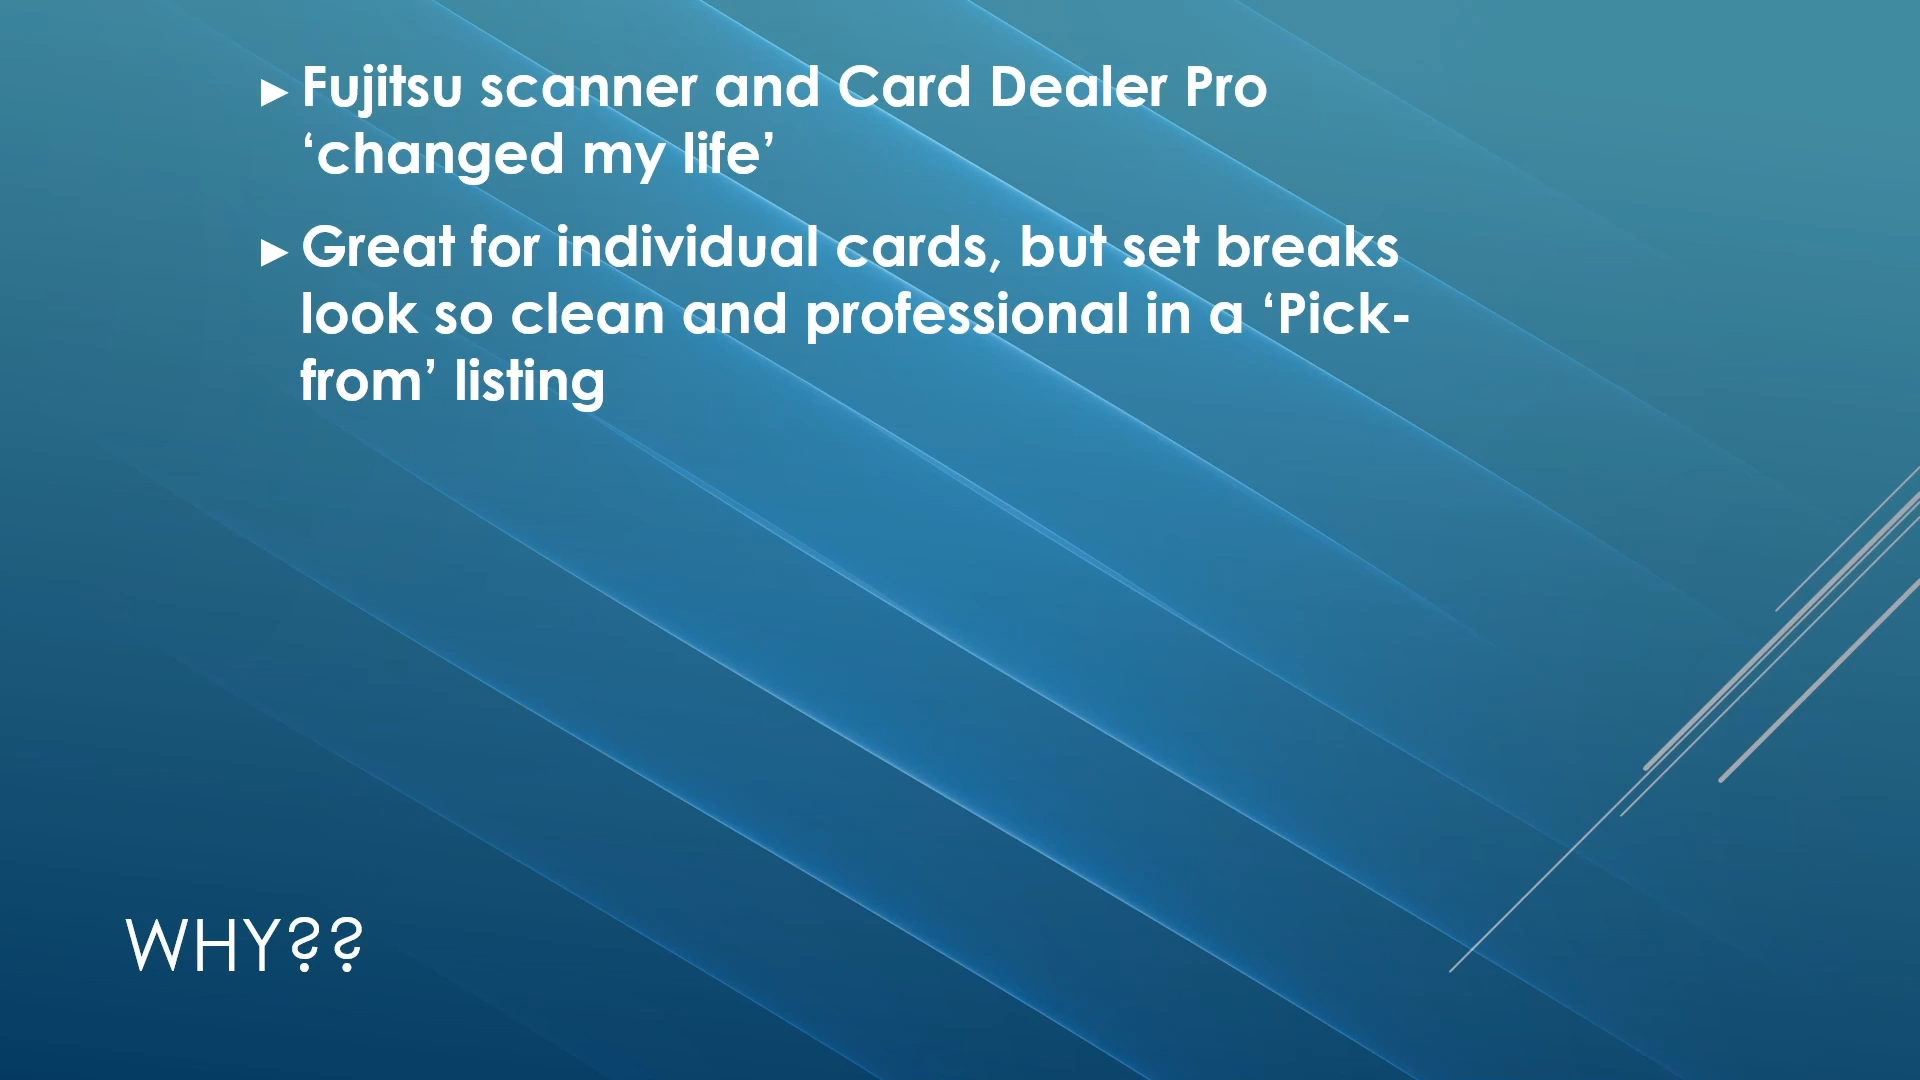 ► Fujitsu scanner and Card Dealer Pro
‘changed my life’
► Great for individual cards, but set breaks
look so clean and professional in a ‘Pick-
from’ listing
WHY??